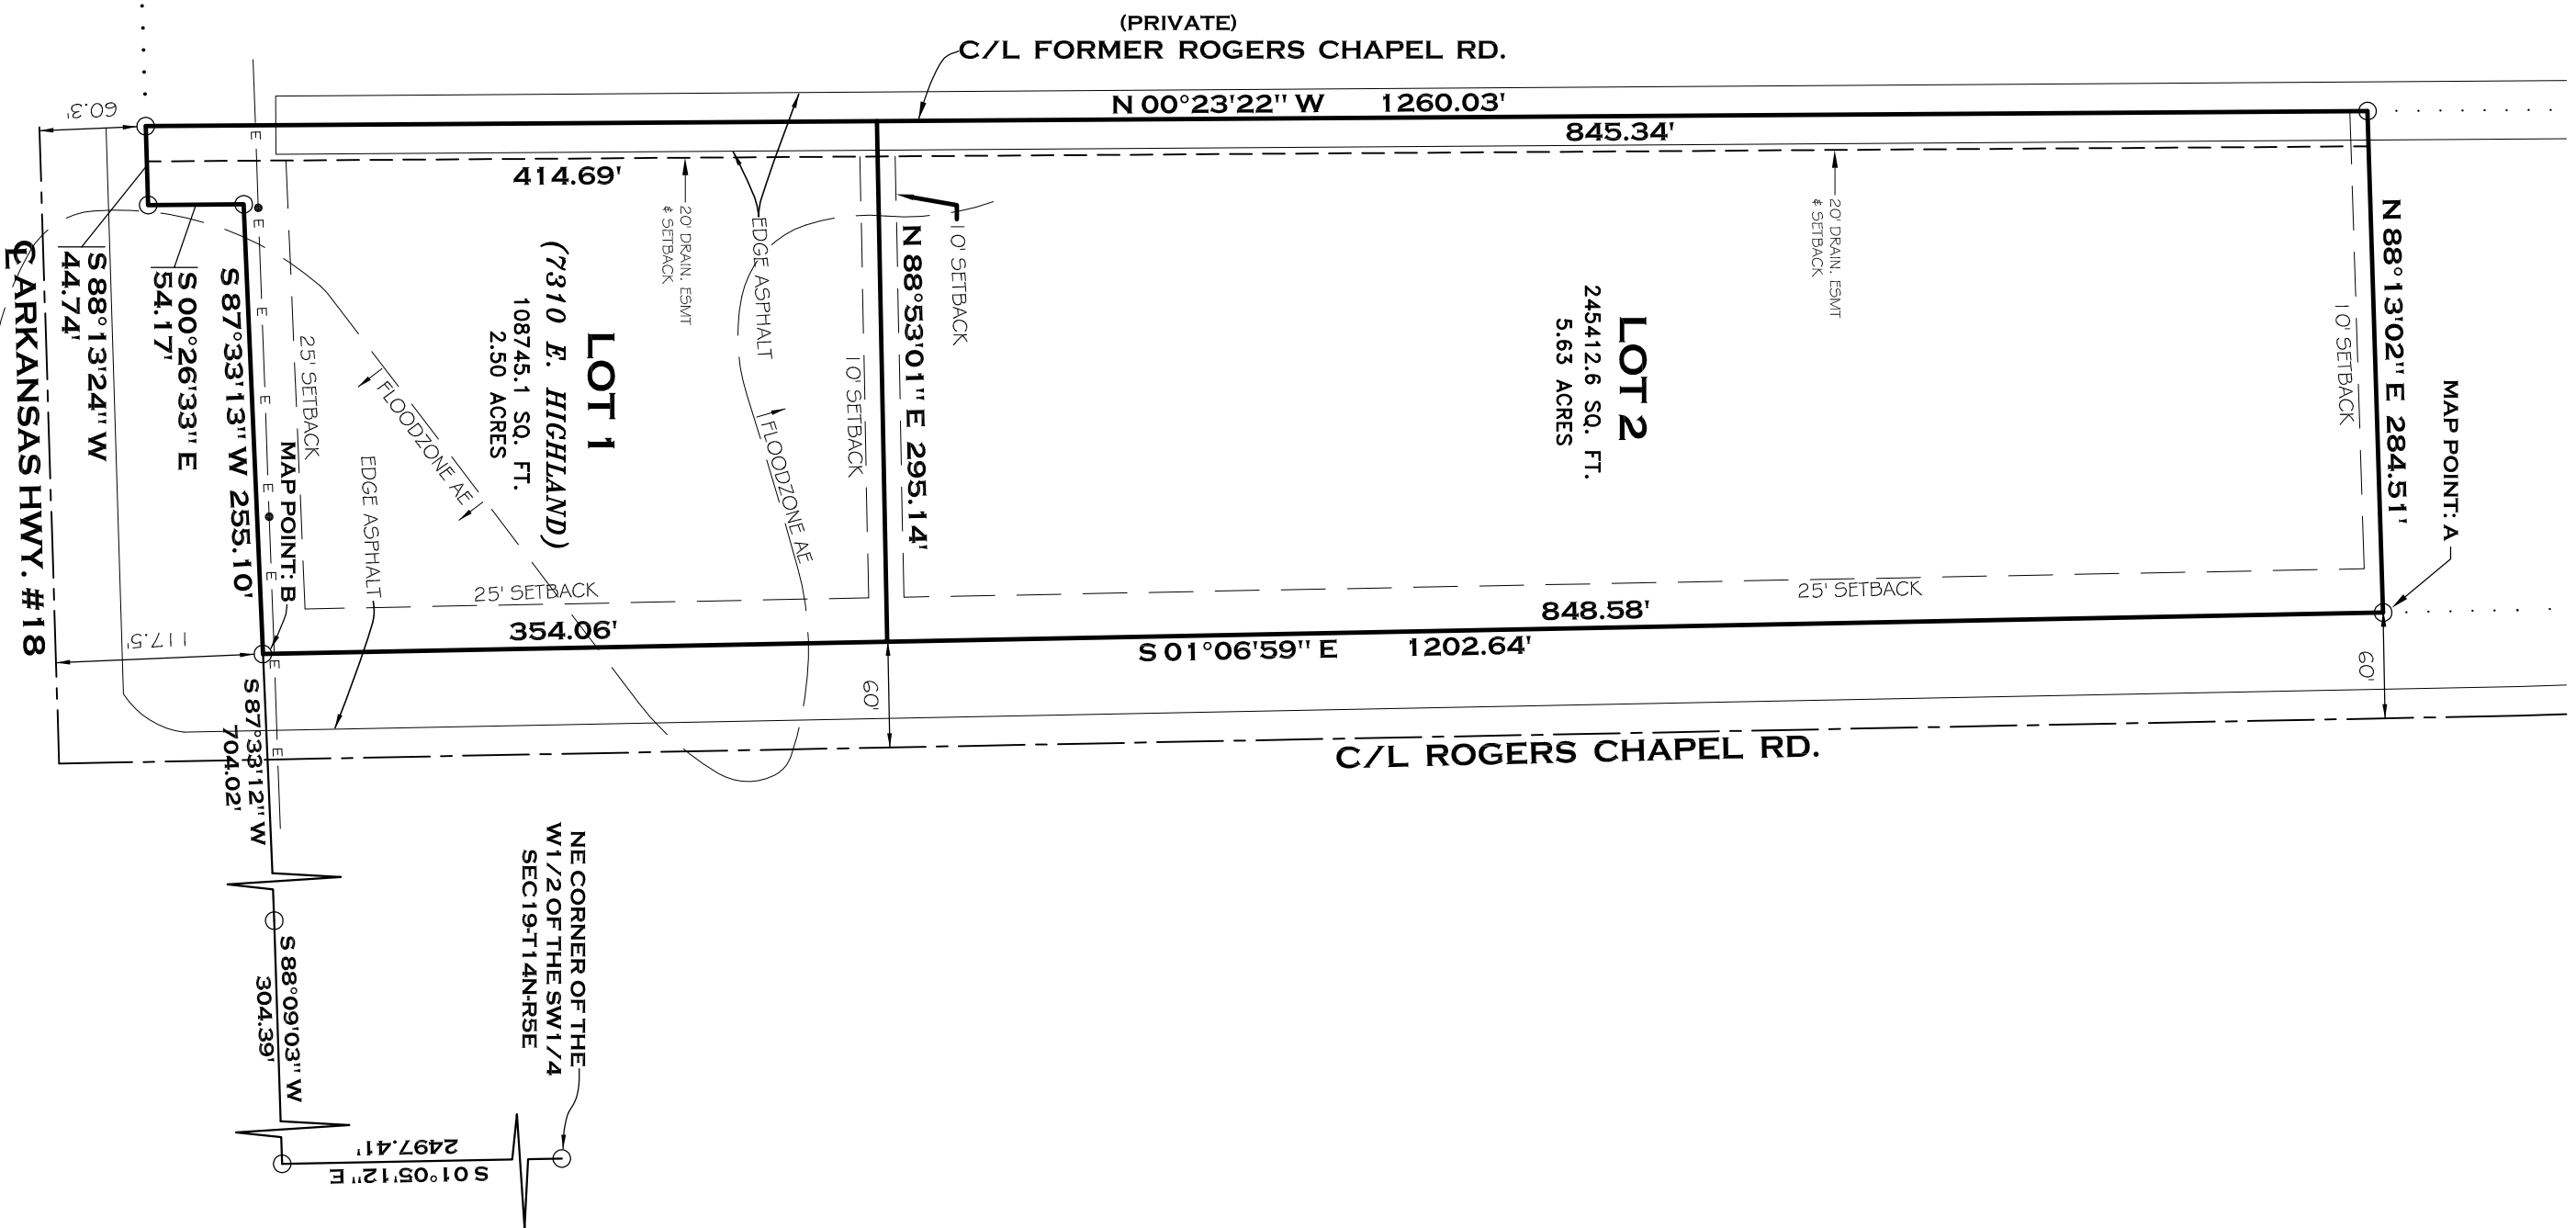 (PRIVATE)
C/L FORMER ROGERS CHAPEL RD.
N 00°23'22" W 1260.03'
845.34'
414.69'
60.3'
20' DRAIN. ESMT
& SETBACK
EDGE ASPHALT
10' SETBACK
20' DRAIN. ESMT
& SETBACK
N 88°13'02" E 284.51'
10' SETBACK
MAP POINT: A
LOT 2
245412.6 SQ. FT.
5.63 ACRES
N 88°53'01" E 295.14'
10' SETBACK
LOT 1
(7310 E. HIGHLAND)
108745.1 SQ. FT.
2.50 ACRES
FLOODZONE AE
FLOODZONE AE
25' SETBACK
MAP POINT: B
EDGE ASPHALT
S 87°33'13" W 255.10'
S 00°26'33" E
54.17'
S 88°13'24" W
44.74'
C/L ARKANSAS HWY. #18
E
E
E
E
E
E
E
E
25' SETBACK
25' SETBACK
354.06'
848.58'
S 01°06'59" E 1202.64'
117.5'
60'
60'
C/L ROGERS CHAPEL RD.
S 87°33'12" W
704.02'
S 88°09'03" W
304.39'
NE CORNER OF THE
W1/2 OF THE SW1/4
SEC19-T14N-R5E
S 01°05'12" E
2497.41'